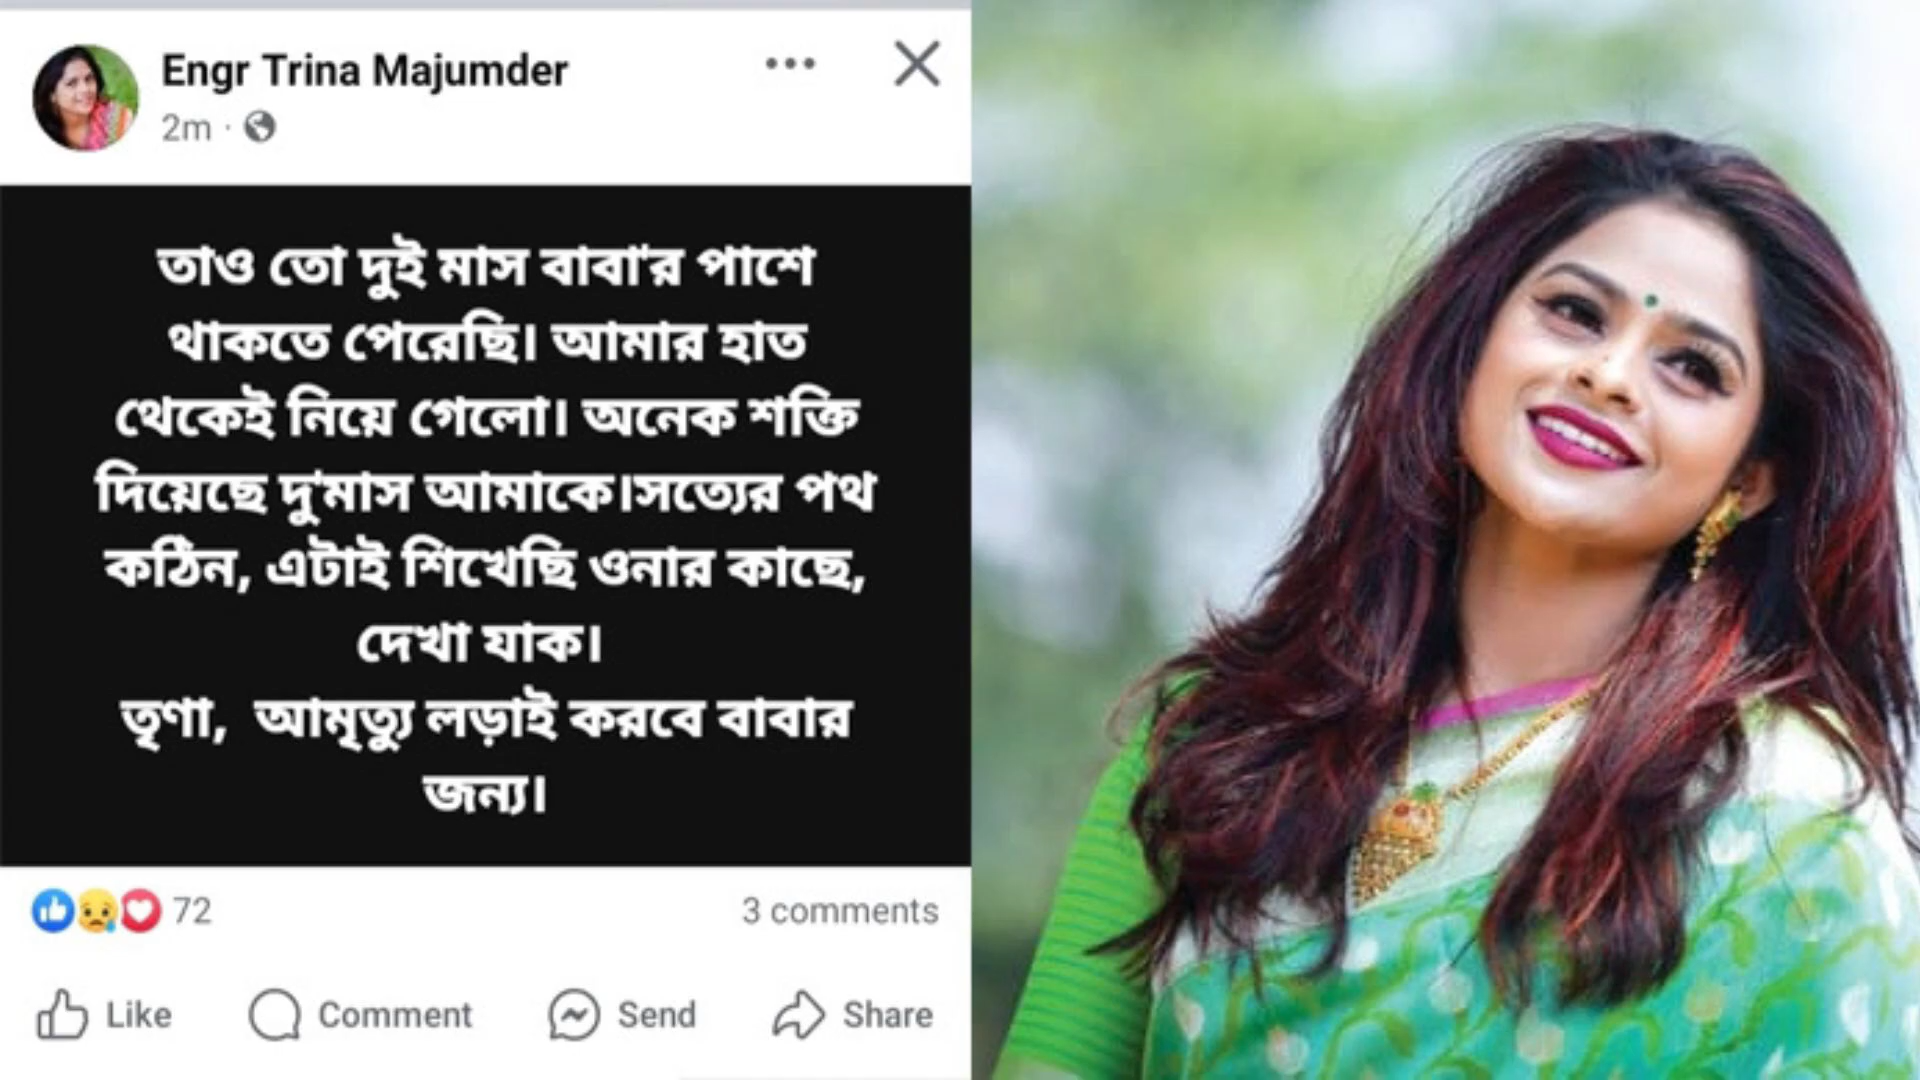 Engr Trina Majumder
2m
তাও তো দুই মাস বাবা'র পাশে
থাকতে পেরেছি। আমার হাত
থেকেই নিয়ে গেলো। অনেক শক্তি
দিয়েছে দু'মাস আমাকে।সত্যের পথ
কঠিন, এটাই শিখেছি ওনার কাছে,
দেখা যাক।
তৃণা, আমৃত্যু লড়াই করবে বাবার
জন্য।
72
3 comments
Like Comment Send Share